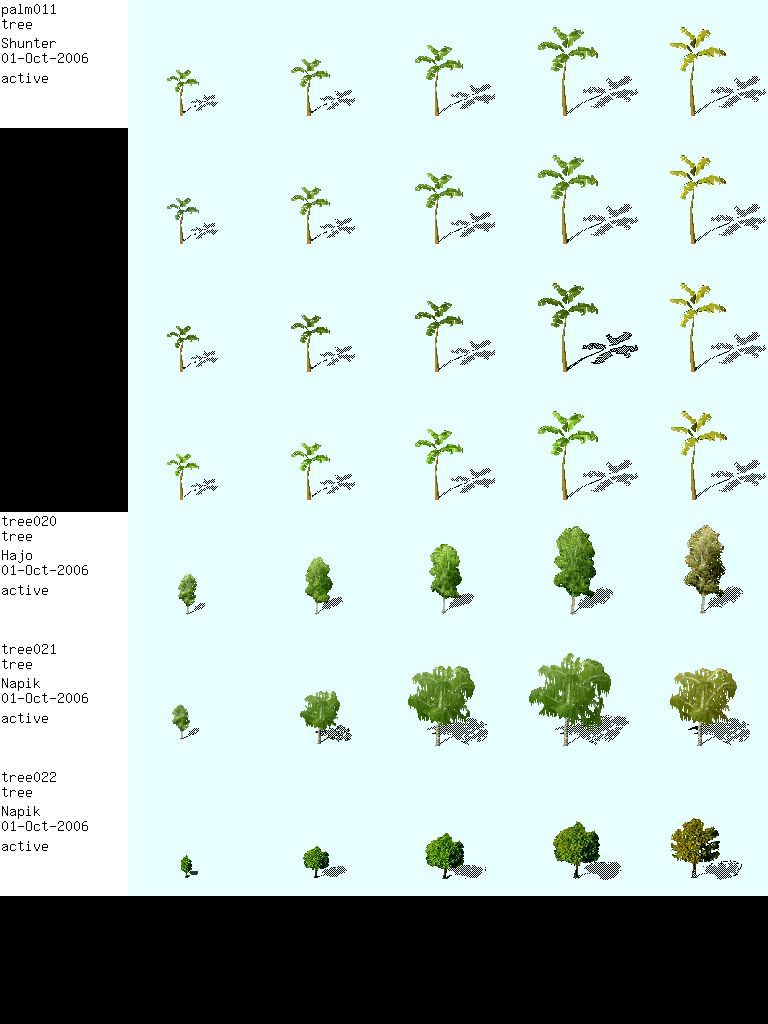 palm011
tree
Shunter
01-Oct-2006
active
tree020
tree
Hajo
01-Oct-2006
active
tree021
tree
Napik
01-Oct-2006
active
tree022
tree
Napik
01-Oct-2006
active